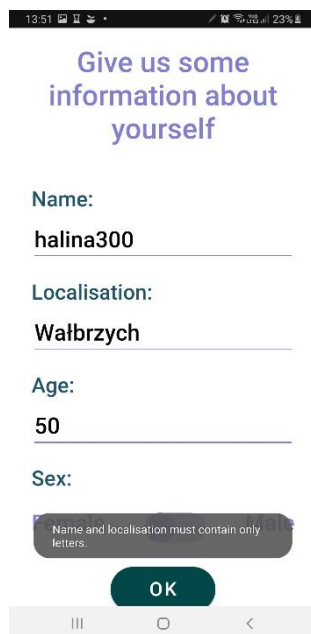 13:51 23%
Give us some
information about
yourself
Name:
halina300
Localisation:
Wałbrzych
Age:
50
Sex:
Female Male
Name and localisation must contain only
letters.
OK